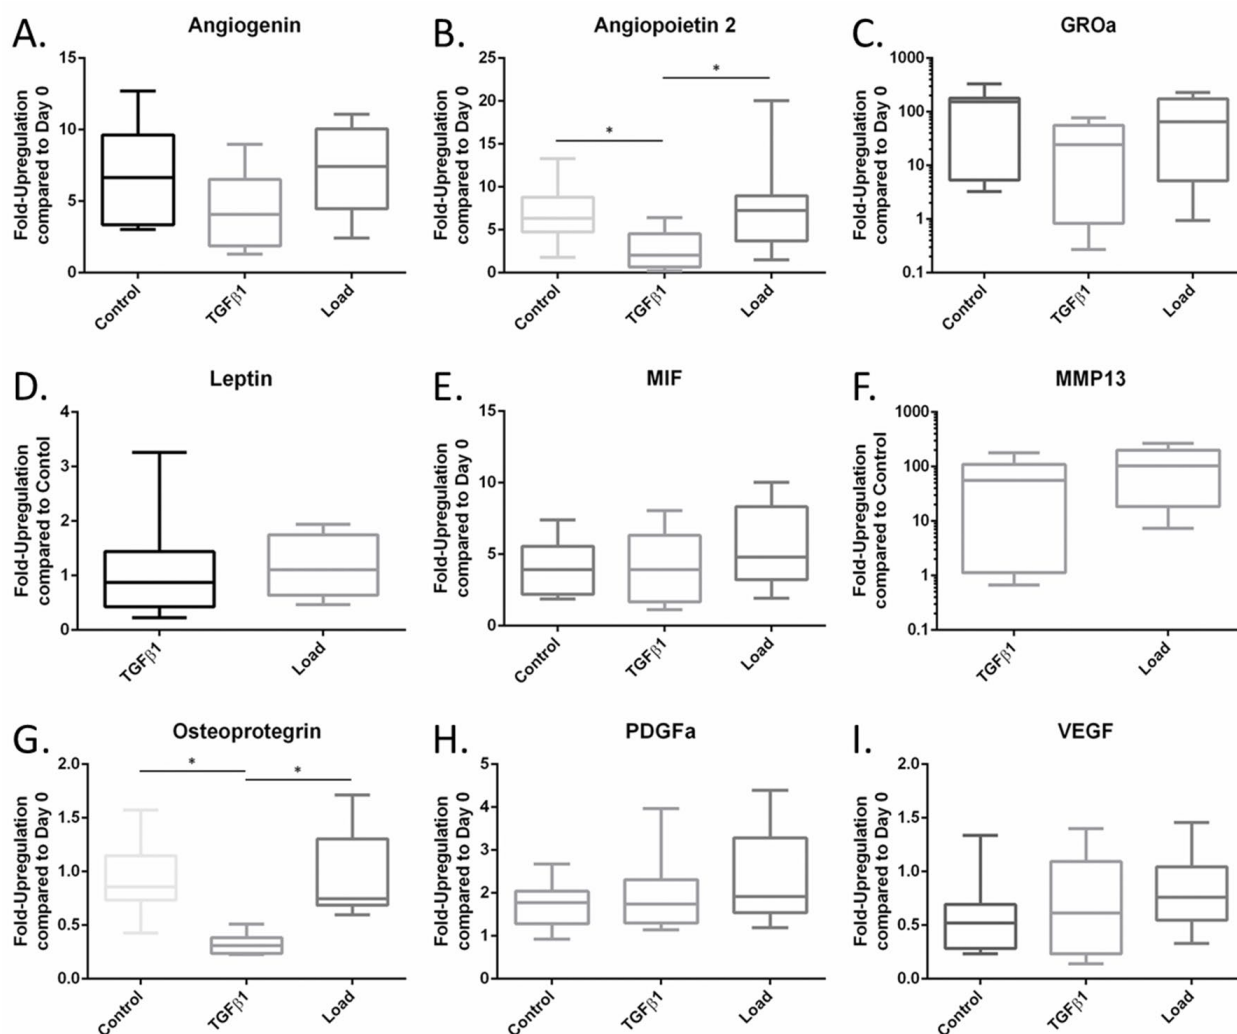 A.
Angiogenin
Fold-Upregulation
compared to Day 0
15
10
5
0
Control
TGFβ1
Load
B.
Angiopoietin 2
Fold-Upregulation
compared to Day 0
25
20
15
10
5
0
*
*
Control
TGFβ1
Load
C.
GROa
Fold-Upregulation
compared to Day 0
1000
100
10
1
0.1
Control
TGFβ1
Load
D.
Leptin
Fold-Upregulation
compared to Contol
4
3
2
1
0
TGFβ1
Load
E.
MIF
Fold-Upregulation
compared to Day 0
15
10
5
0
Control
TGFβ1
Load
F.
MMP13
Fold-Upregulation
compared to Control
1000
100
10
1
0.1
TGFβ1
Load
G.
Osteoprotegrin
Fold-Upregulation
compared to Day 0
2.0
1.5
1.0
0.5
0.0
*
*
Control
TGFβ1
Load
H.
PDGFa
Fold-Upregulation
compared to Day 0
5
4
3
2
1
0
Control
TGFβ1
Load
I.
VEGF
Fold-Upregulation
compared to Day 0
2.0
1.5
1.0
0.5
0.0
Control
TGFβ1
Load